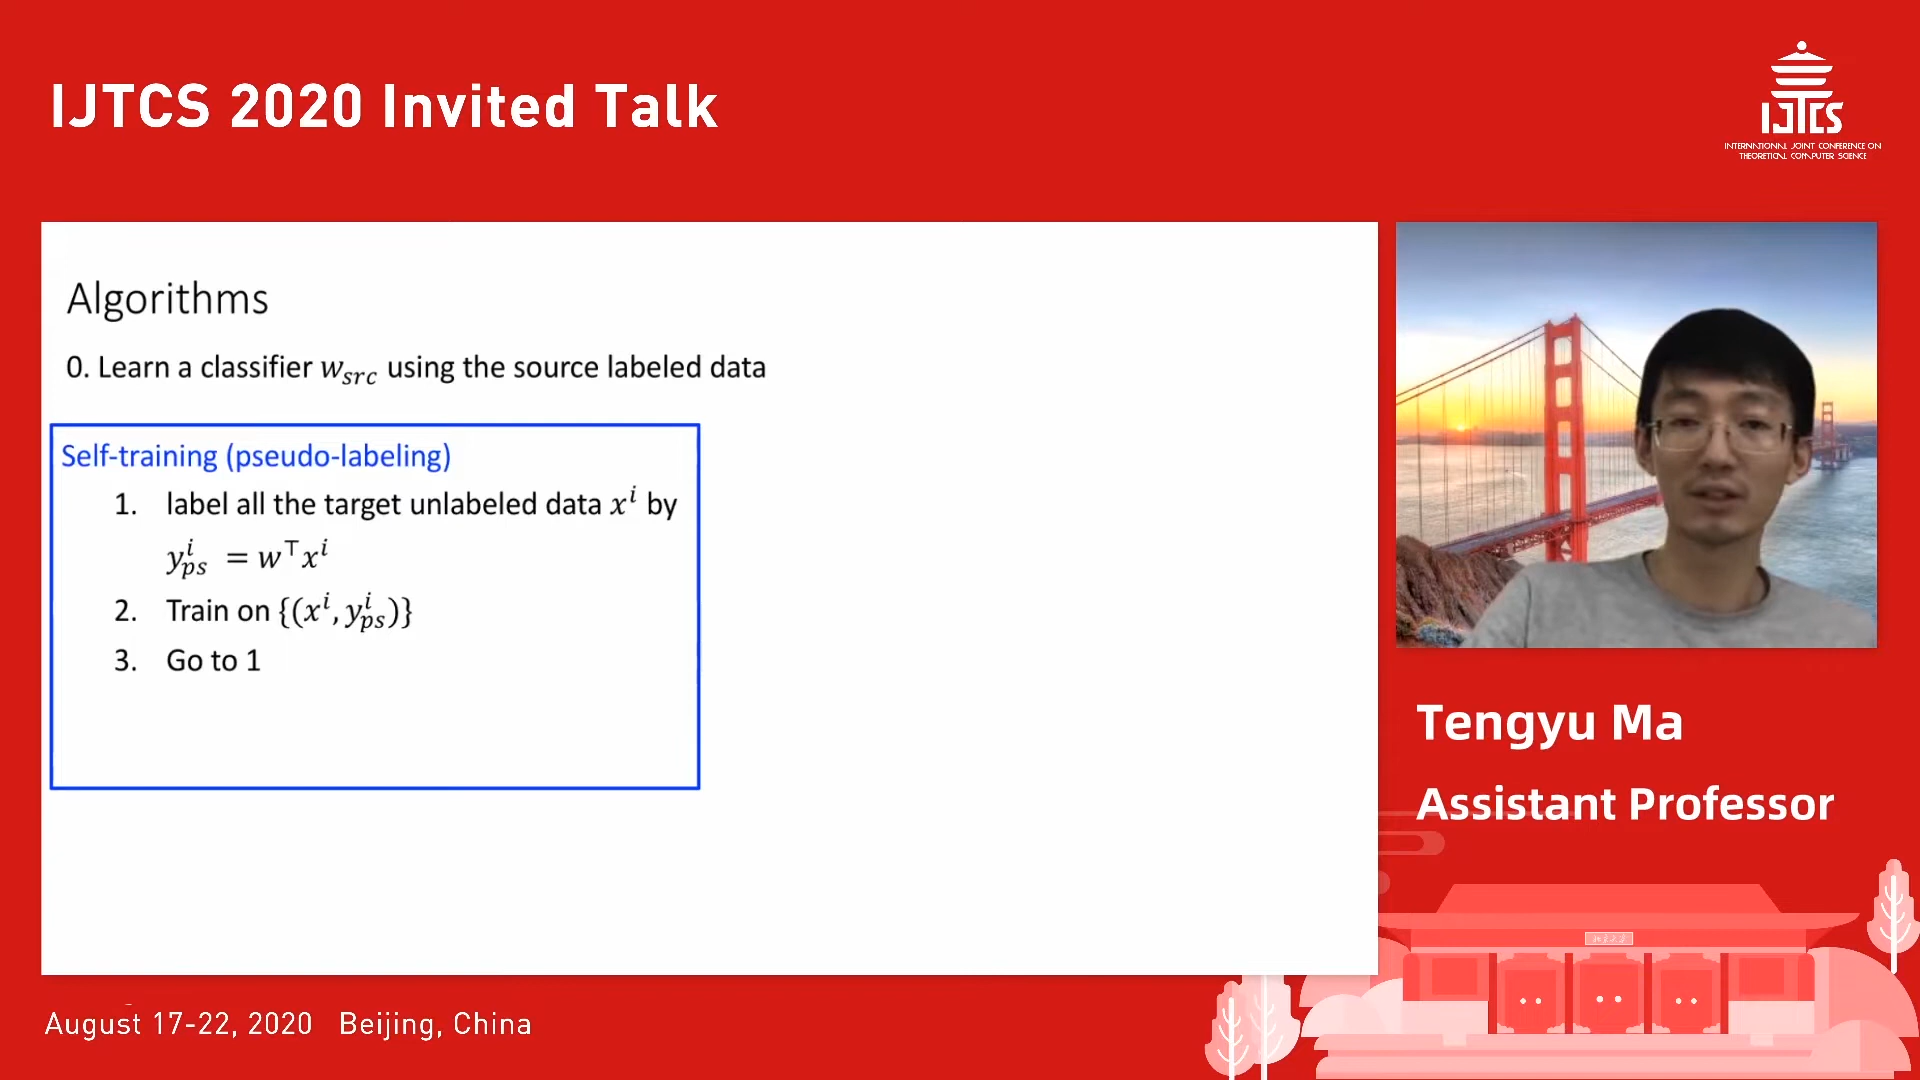 IJTCS 2020 Invited Talk
IJTCS
INTERNATIONAL JOINT CONFERENCE ON
THEORETICAL COMPUTER SCIENCE
Algorithms
0. Learn a classifier w_src using the source labeled data
Self-training (pseudo-labeling)
1. label all the target unlabeled data x^i by
y_ps^i = w^⊤x^i
2. Train on {(x^i, y_ps^i)}
3. Go to 1
Tengyu Ma
Assistant Professor
August 17-22, 2020 Beijing, China